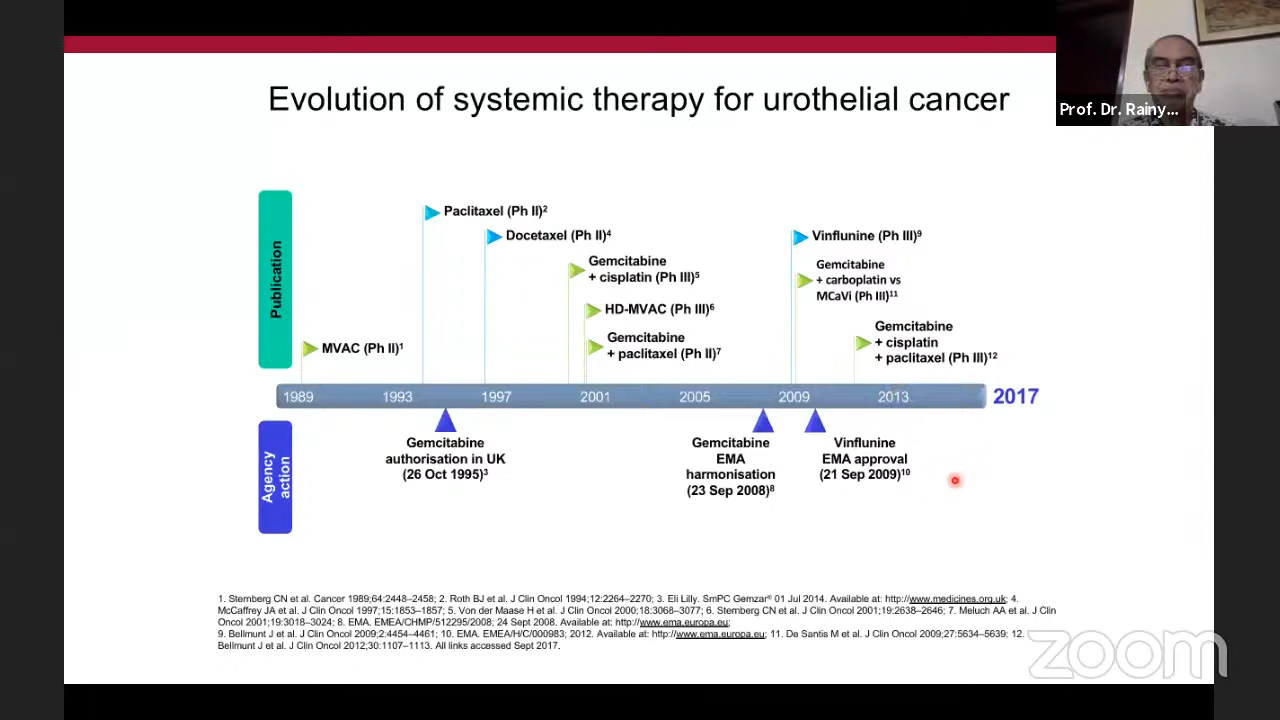 Evolution of systemic therapy for urothelial cancer
Prof. Dr. Rainy...
Publication
Paclitaxel (Ph II)2
Docetaxel (Ph II)4
Gemcitabine
+ cisplatin (Ph III)5
HD-MVAC (Ph III)6
Gemcitabine
+ paclitaxel (Ph II)7
MVAC (Ph II)1
Vinflunine (Ph III)9
Gemcitabine
+ carboplatin vs
MCaVi (Ph III)11
Gemcitabine
+ cisplatin
+ paclitaxel (Ph III)12
1989 1993 1997 2001 2005 2009 2013 2017
Agency
action
Gemcitabine
authorisation in UK
(26 Oct 1995)3
Gemcitabine
EMA
harmonisation
(23 Sep 2008)8
Vinflunine
EMA approval
(21 Sep 2009)10
1. Sternberg CN et al. Cancer 1989;64:2448–2458; 2. Roth BJ et al. J Clin Oncol 1994;12:2264–2270; 3. Eli Lilly. SmPC Gemzar® 01 Jul 2014. Available at: http://www.medicines.org.uk; 4.
McCaffrey JA et al. J Clin Oncol 1997;15:1853–1857; 5. Von der Maase H et al. J Clin Oncol 2000;18:3068–3077; 6. Sternberg CN et al. J Clin Oncol 2001;19:2638–2646; 7. Meluch AA et al. J Clin
Oncol 2001;19:3018–3024; 8. EMA. EMEA/CHMP/512295/2008; 24 Sept 2008. Available at: http://www.ema.europa.eu;
9. Bellmunt J et al. J Clin Oncol 2009;2:4454–4461; 10. EMA. EMEA/H/C/000983; 2012. Available at: http://www.ema.europa.eu; 11. De Santis M et al. J Clin Oncol 2009;27:5634–5639; 12.
Bellmunt J et al. J Clin Oncol 2012;30:1107–1113. All links accessed Sept 2017.
zoom